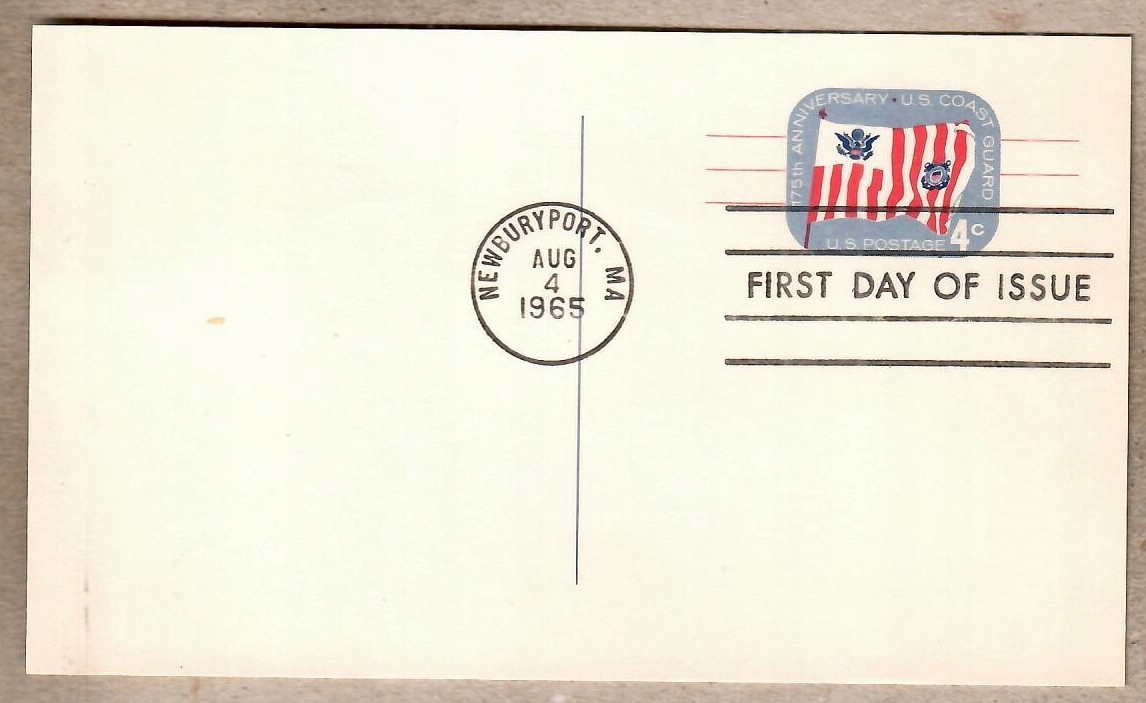 175th ANNIVERSARY • U.S. COAST GUARD
U.S. POSTAGE 4c
NEWBURYPORT, MA
AUG
4
1965
FIRST DAY OF ISSUE